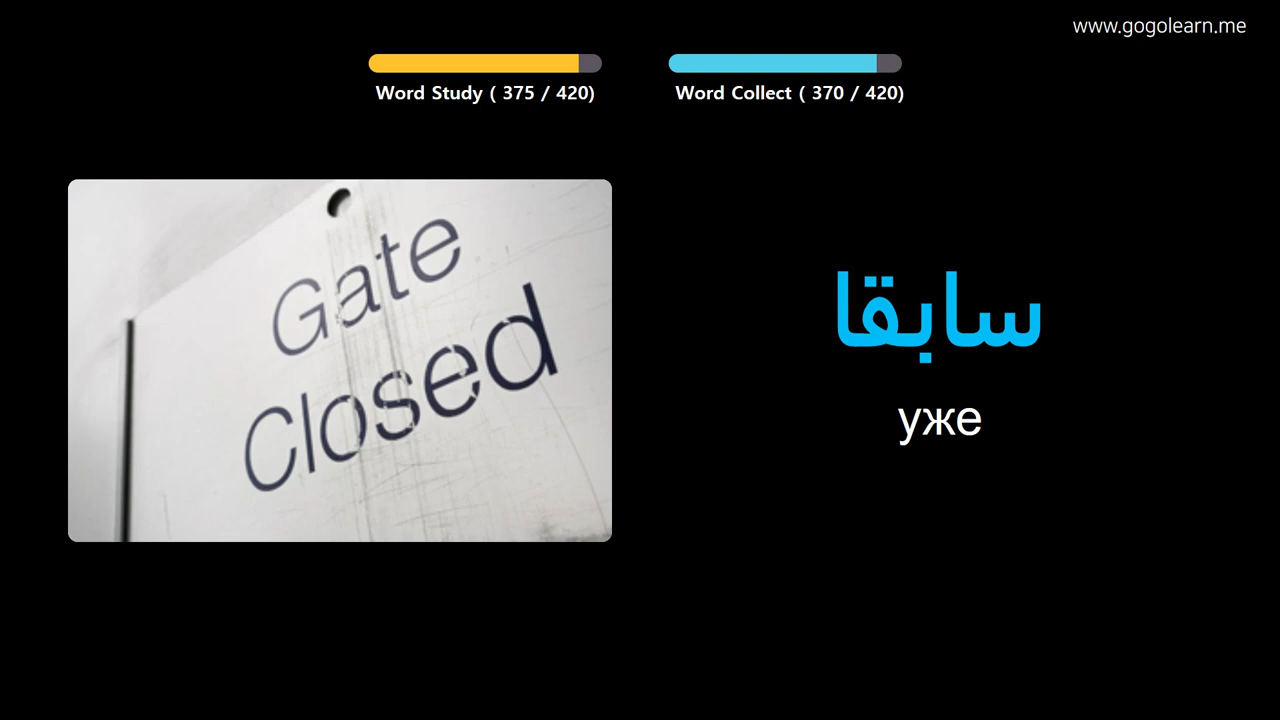 www.gogolearn.me
Word Study ( 375 / 420)
Word Collect ( 370 / 420)
Gate
Closed
سابقا
уже